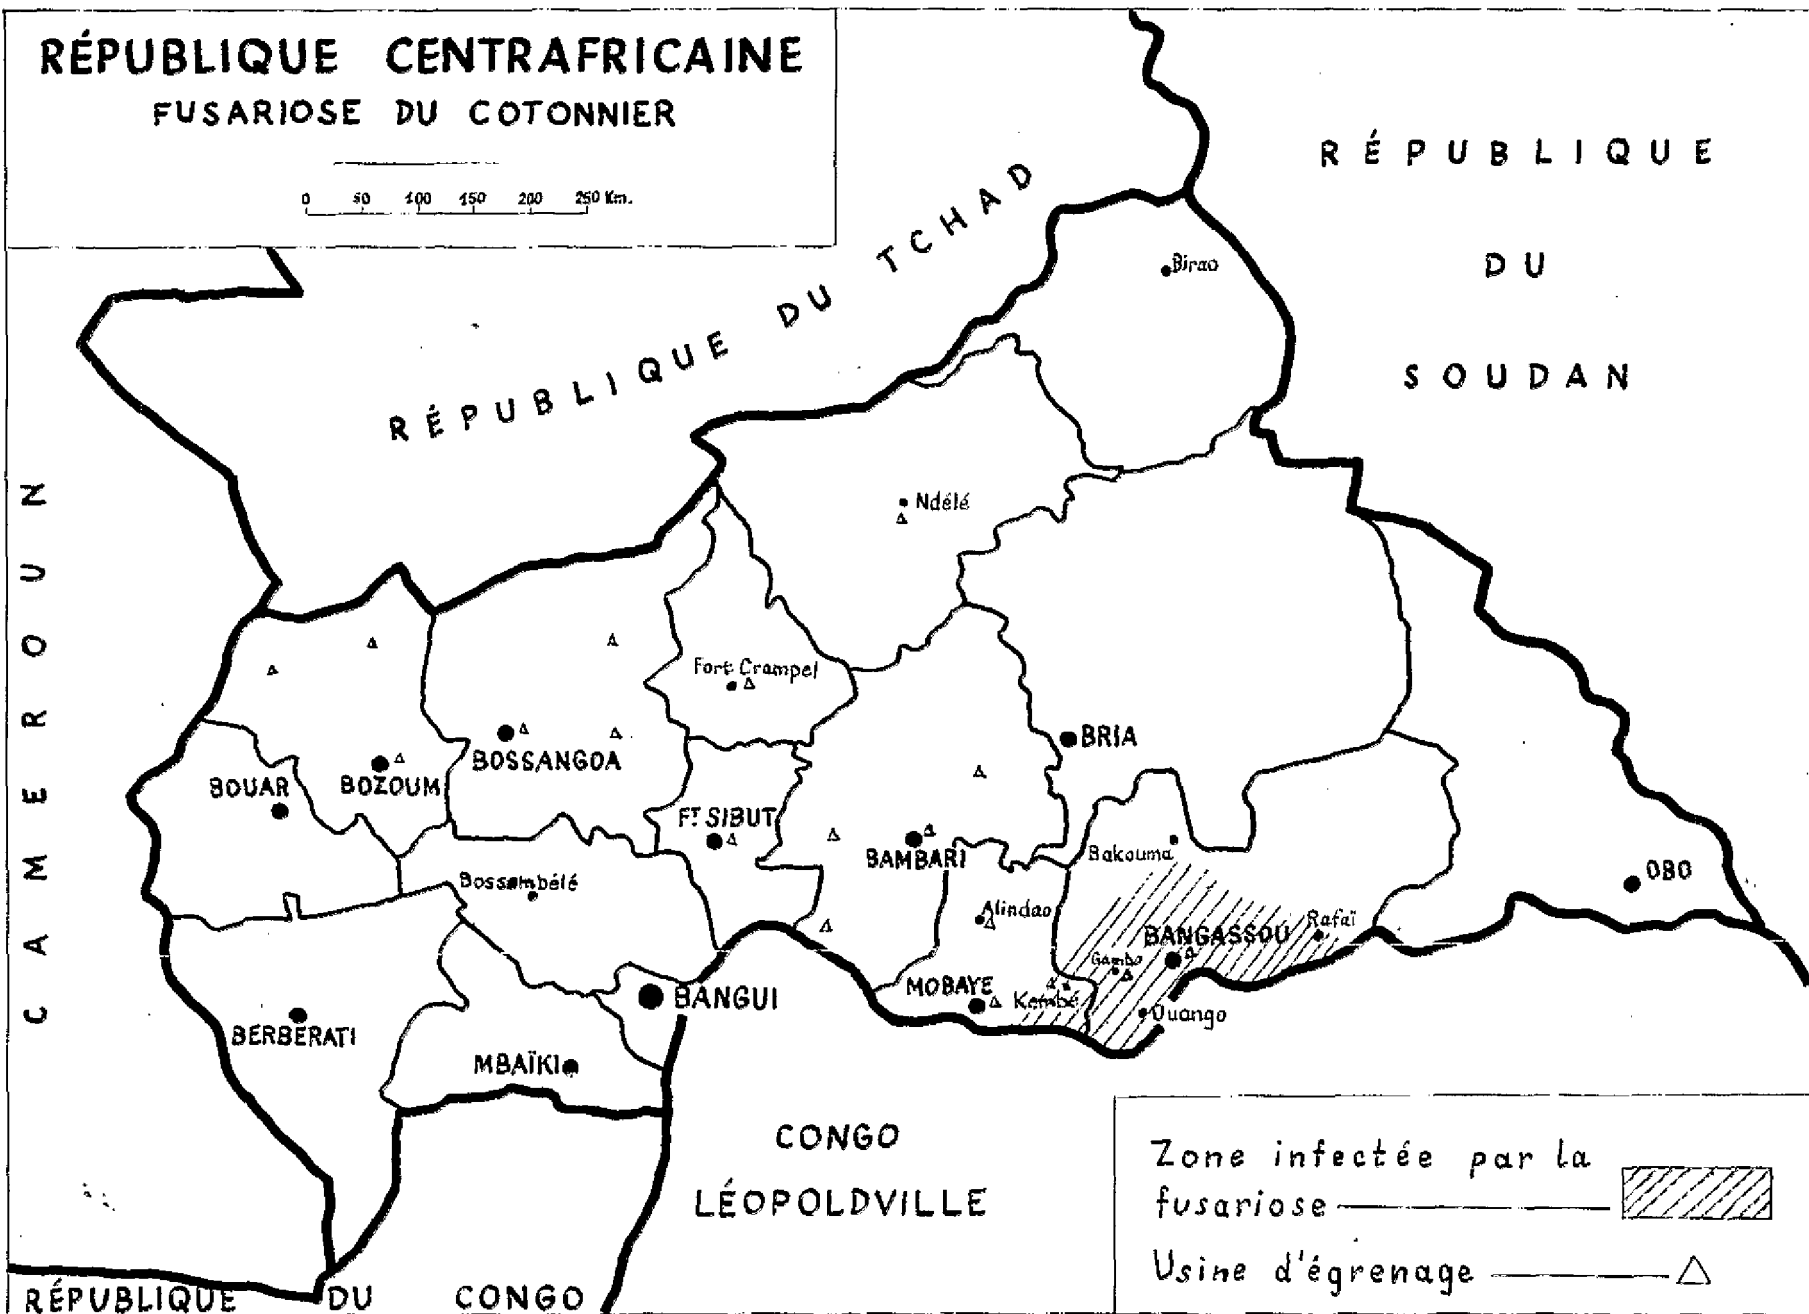 RÉPUBLIQUE CENTRAFRICAINE
FUSARIOSE DU COTONNIER
0 50 100 150 200 250 Km.
RÉPUBLIQUE DU TCHAD
RÉPUBLIQUE
DU
SOUDAN
CAMEROUN
Birao
Ndélé
Fort Crampel
BOSSANGOA
BOZOUM
BOUAR
BRIA
FT SIBUT
BAMBARI
Bakouma
OBO
Bossembélé
Alindao
Rafaï
BANGASSOU
Gambo
MOBAYE
Kembé
Ouango
BANGUI
BERBERATI
MBAÏKI
CONGO
LÉOPOLDVILLE
RÉPUBLIQUE DU CONGO
Zone infectée par la
fusariose
Usine d'égrenage